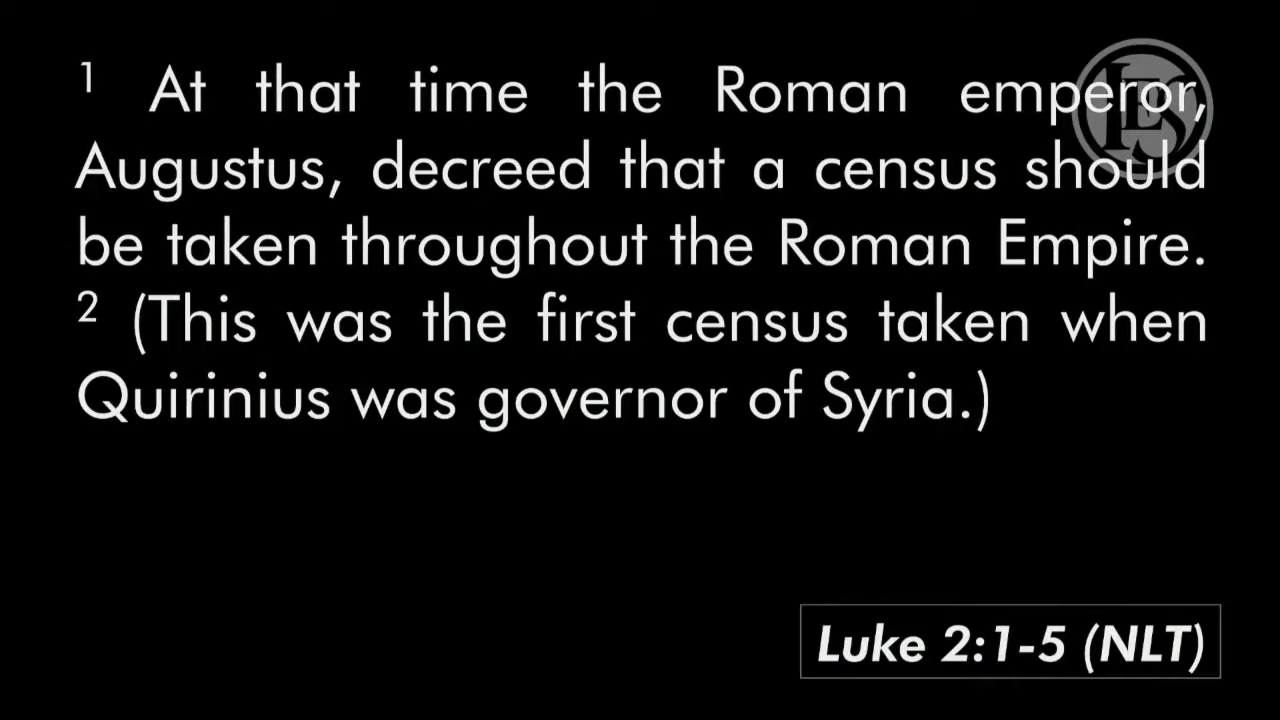 1 At that time the Roman emperor,
Augustus, decreed that a census should
be taken throughout the Roman Empire.
2 (This was the first census taken when
Quirinius was governor of Syria.)
LES
Luke 2:1-5 (NLT)